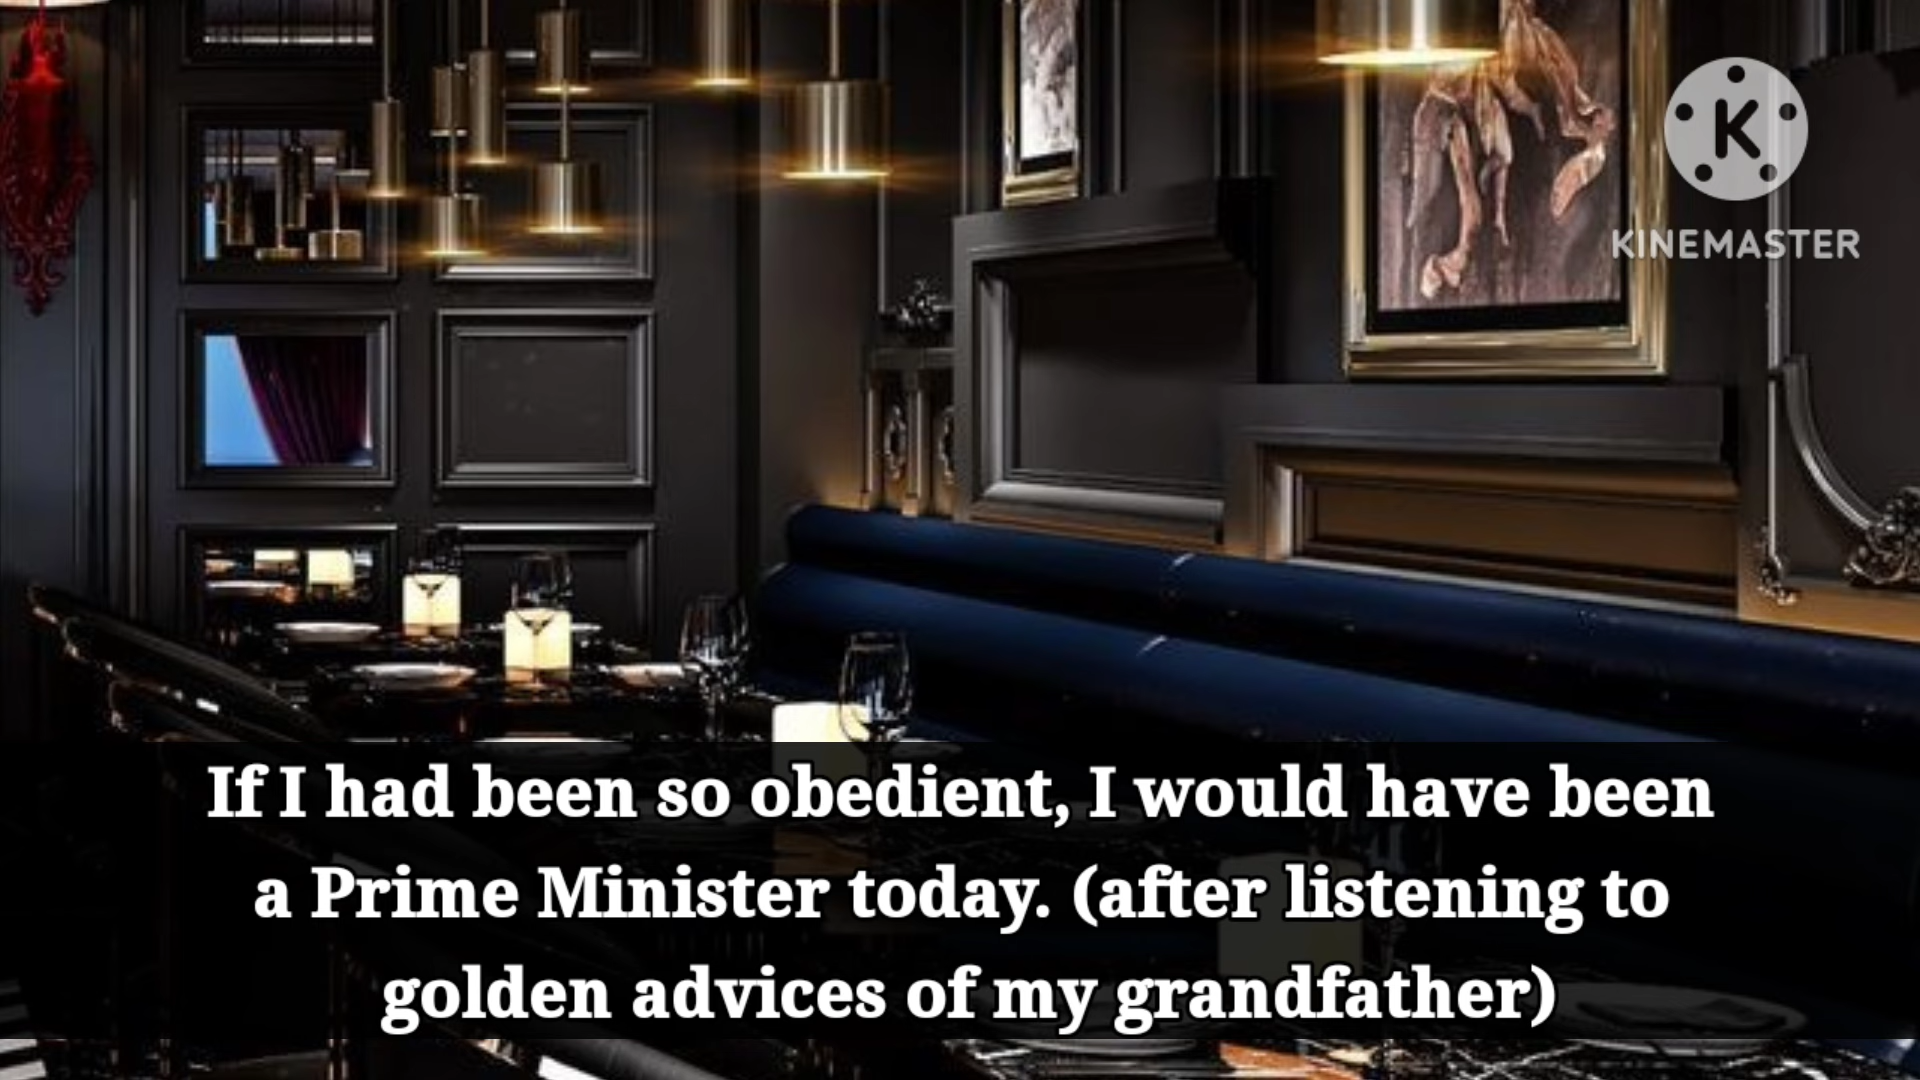 K
KINEMASTER
If I had been so obedient, I would have been
a Prime Minister today. (after listening to
golden advices of my grandfather)